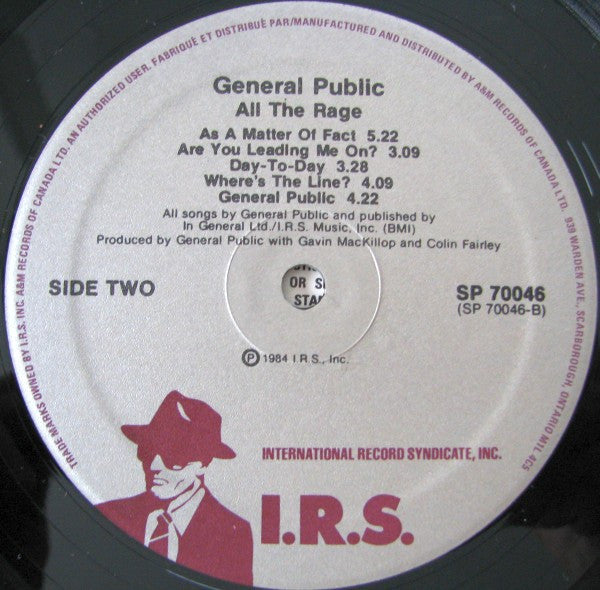 TRADE MARKS OWNED BY I.R.S. INC. A&M RECORDS OF CANADA LTD. AN AUTHORIZED USER. FABRIQUÉ ET DISTRIBUÉ PAR/MANUFACTURED AND DISTRIBUTED BY A&M RECORDS OF CANADA LTD. 939 WARDEN AVE., SCARBOROUGH, ONTARIO M1L 4C5
General Public
All The Rage
As A Matter Of Fact 5.22
Are You Leading Me On? 3.09
Day-To-Day 3.28
Where's The Line? 4.09
General Public 4.22
All songs by General Public and published by
In General Ltd./I.R.S. Music, Inc. (BMI)
Produced by General Public with Gavin MacKillop and Colin Fairley
SIDE TWO
OR
SP 70046
(SP 70046-B)
℗ 1984 I.R.S., Inc.
INTERNATIONAL RECORD SYNDICATE, INC.
I.R.S.